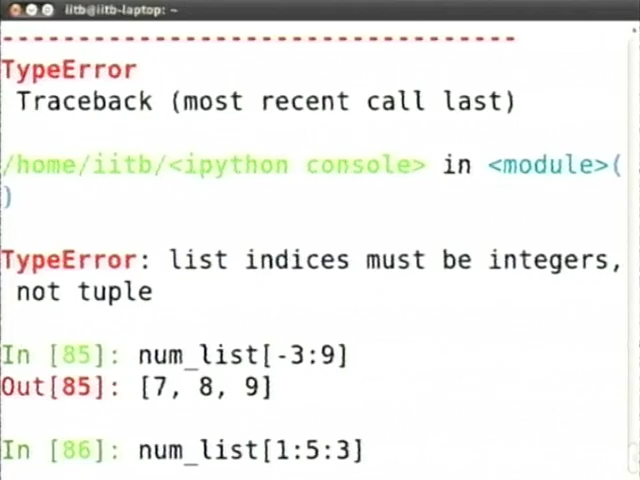 iitb@iitb-laptop: ~
----------------------------------
TypeError
Traceback (most recent call last)
/home/iitb/<ipython console> in <module>(
)
TypeError: list indices must be integers,
not tuple
In [85]: num_list[-3:9]
Out[85]: [7, 8, 9]
In [86]: num_list[1:5:3]